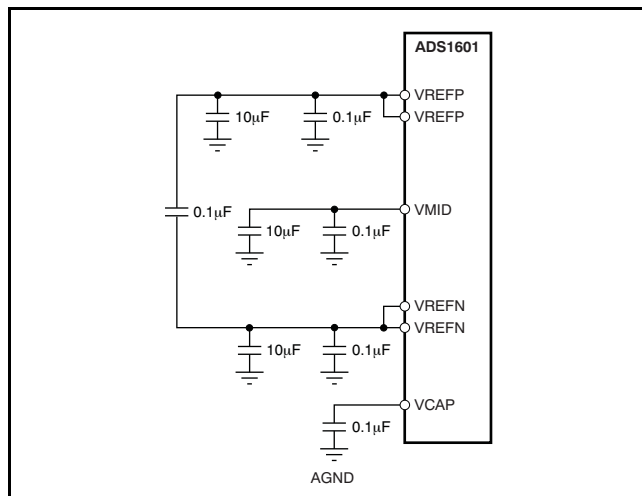 ADS1601
VREFP
10μF 0.1μF
VREFP
0.1μF
VMID
10μF 0.1μF
VREFN
VREFN
10μF 0.1μF
VCAP
0.1μF
AGND